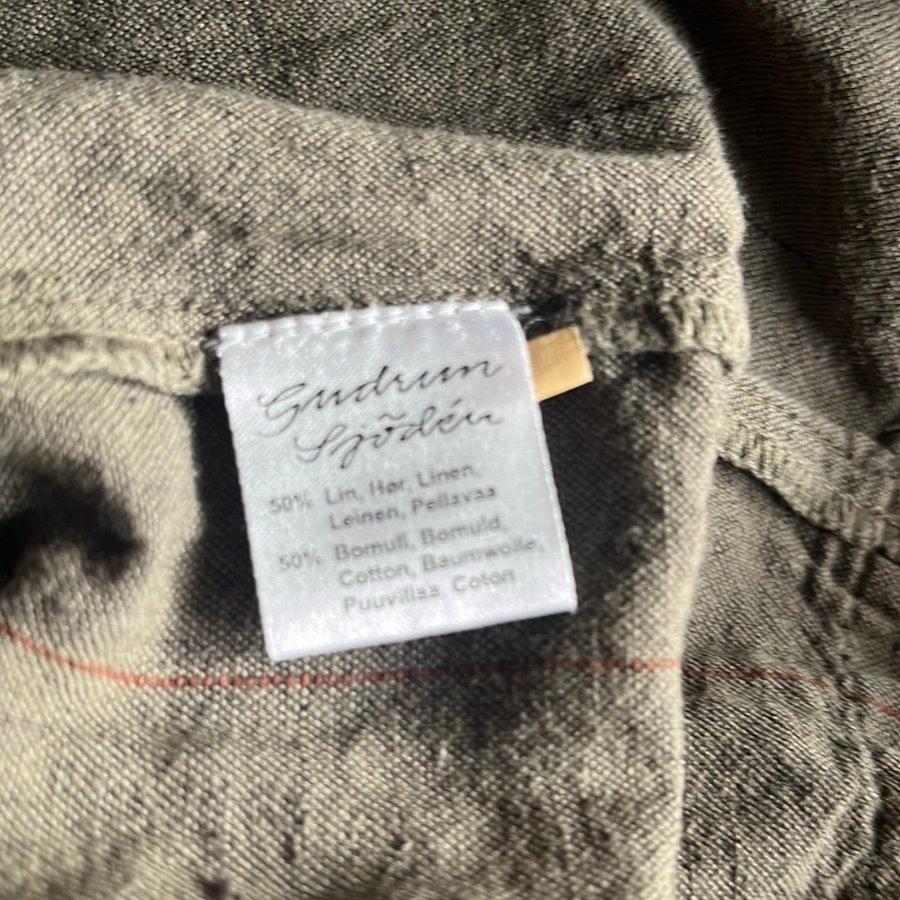 Gudrun
Sjödén
50% Lin, Hør, Linen,
Leinen, Pellavaa
50% Bomull, Bomuld,
Cotton, Baumwolle,
Puuvillaa, Coton